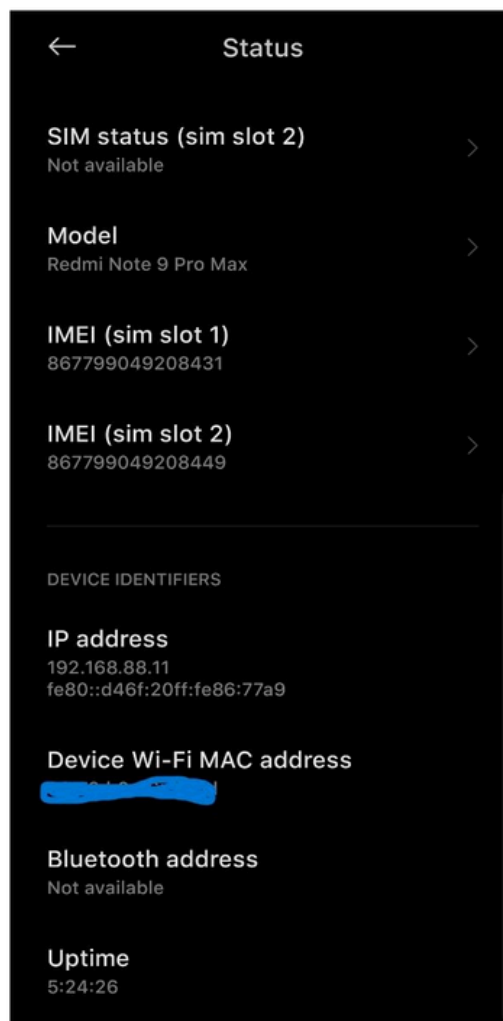 Status
SIM status (sim slot 2)
Not available
Model
Redmi Note 9 Pro Max
IMEI (sim slot 1)
867799049208431
IMEI (sim slot 2)
867799049208449
DEVICE IDENTIFIERS
IP address
192.168.88.11
fe80::d46f:20ff:fe86:77a9
Device Wi-Fi MAC address
Bluetooth address
Not available
Uptime
5:24:26